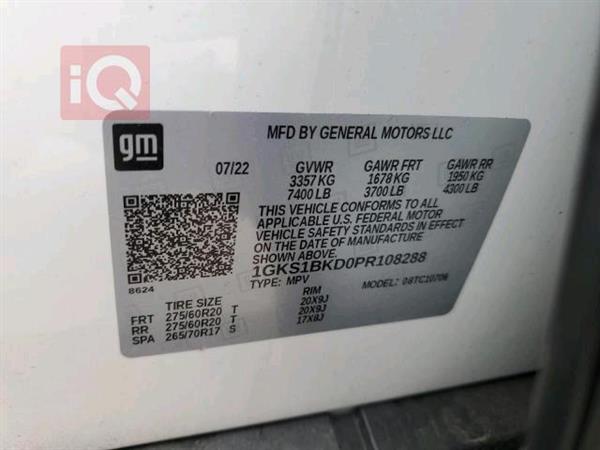 iQ
gm
MFD BY GENERAL MOTORS LLC
07/22 GVWR GAWR FRT GAWR RR
3357 KG 1678 KG 1950 KG
7400 LB 3700 LB 4300 LB
THIS VEHICLE CONFORMS TO ALL
APPLICABLE U.S. FEDERAL MOTOR
VEHICLE SAFETY STANDARDS IN EFFECT
ON THE DATE OF MANUFACTURE
SHOWN ABOVE.
1GKS1BKD0PR108288
TYPE: MPV MODEL: 08TC10706
8624
TIRE SIZE RIM
FRT 275/60R20 T 20X9J
RR 275/60R20 T 20X9J
SPA 265/70R17 S 17X8J